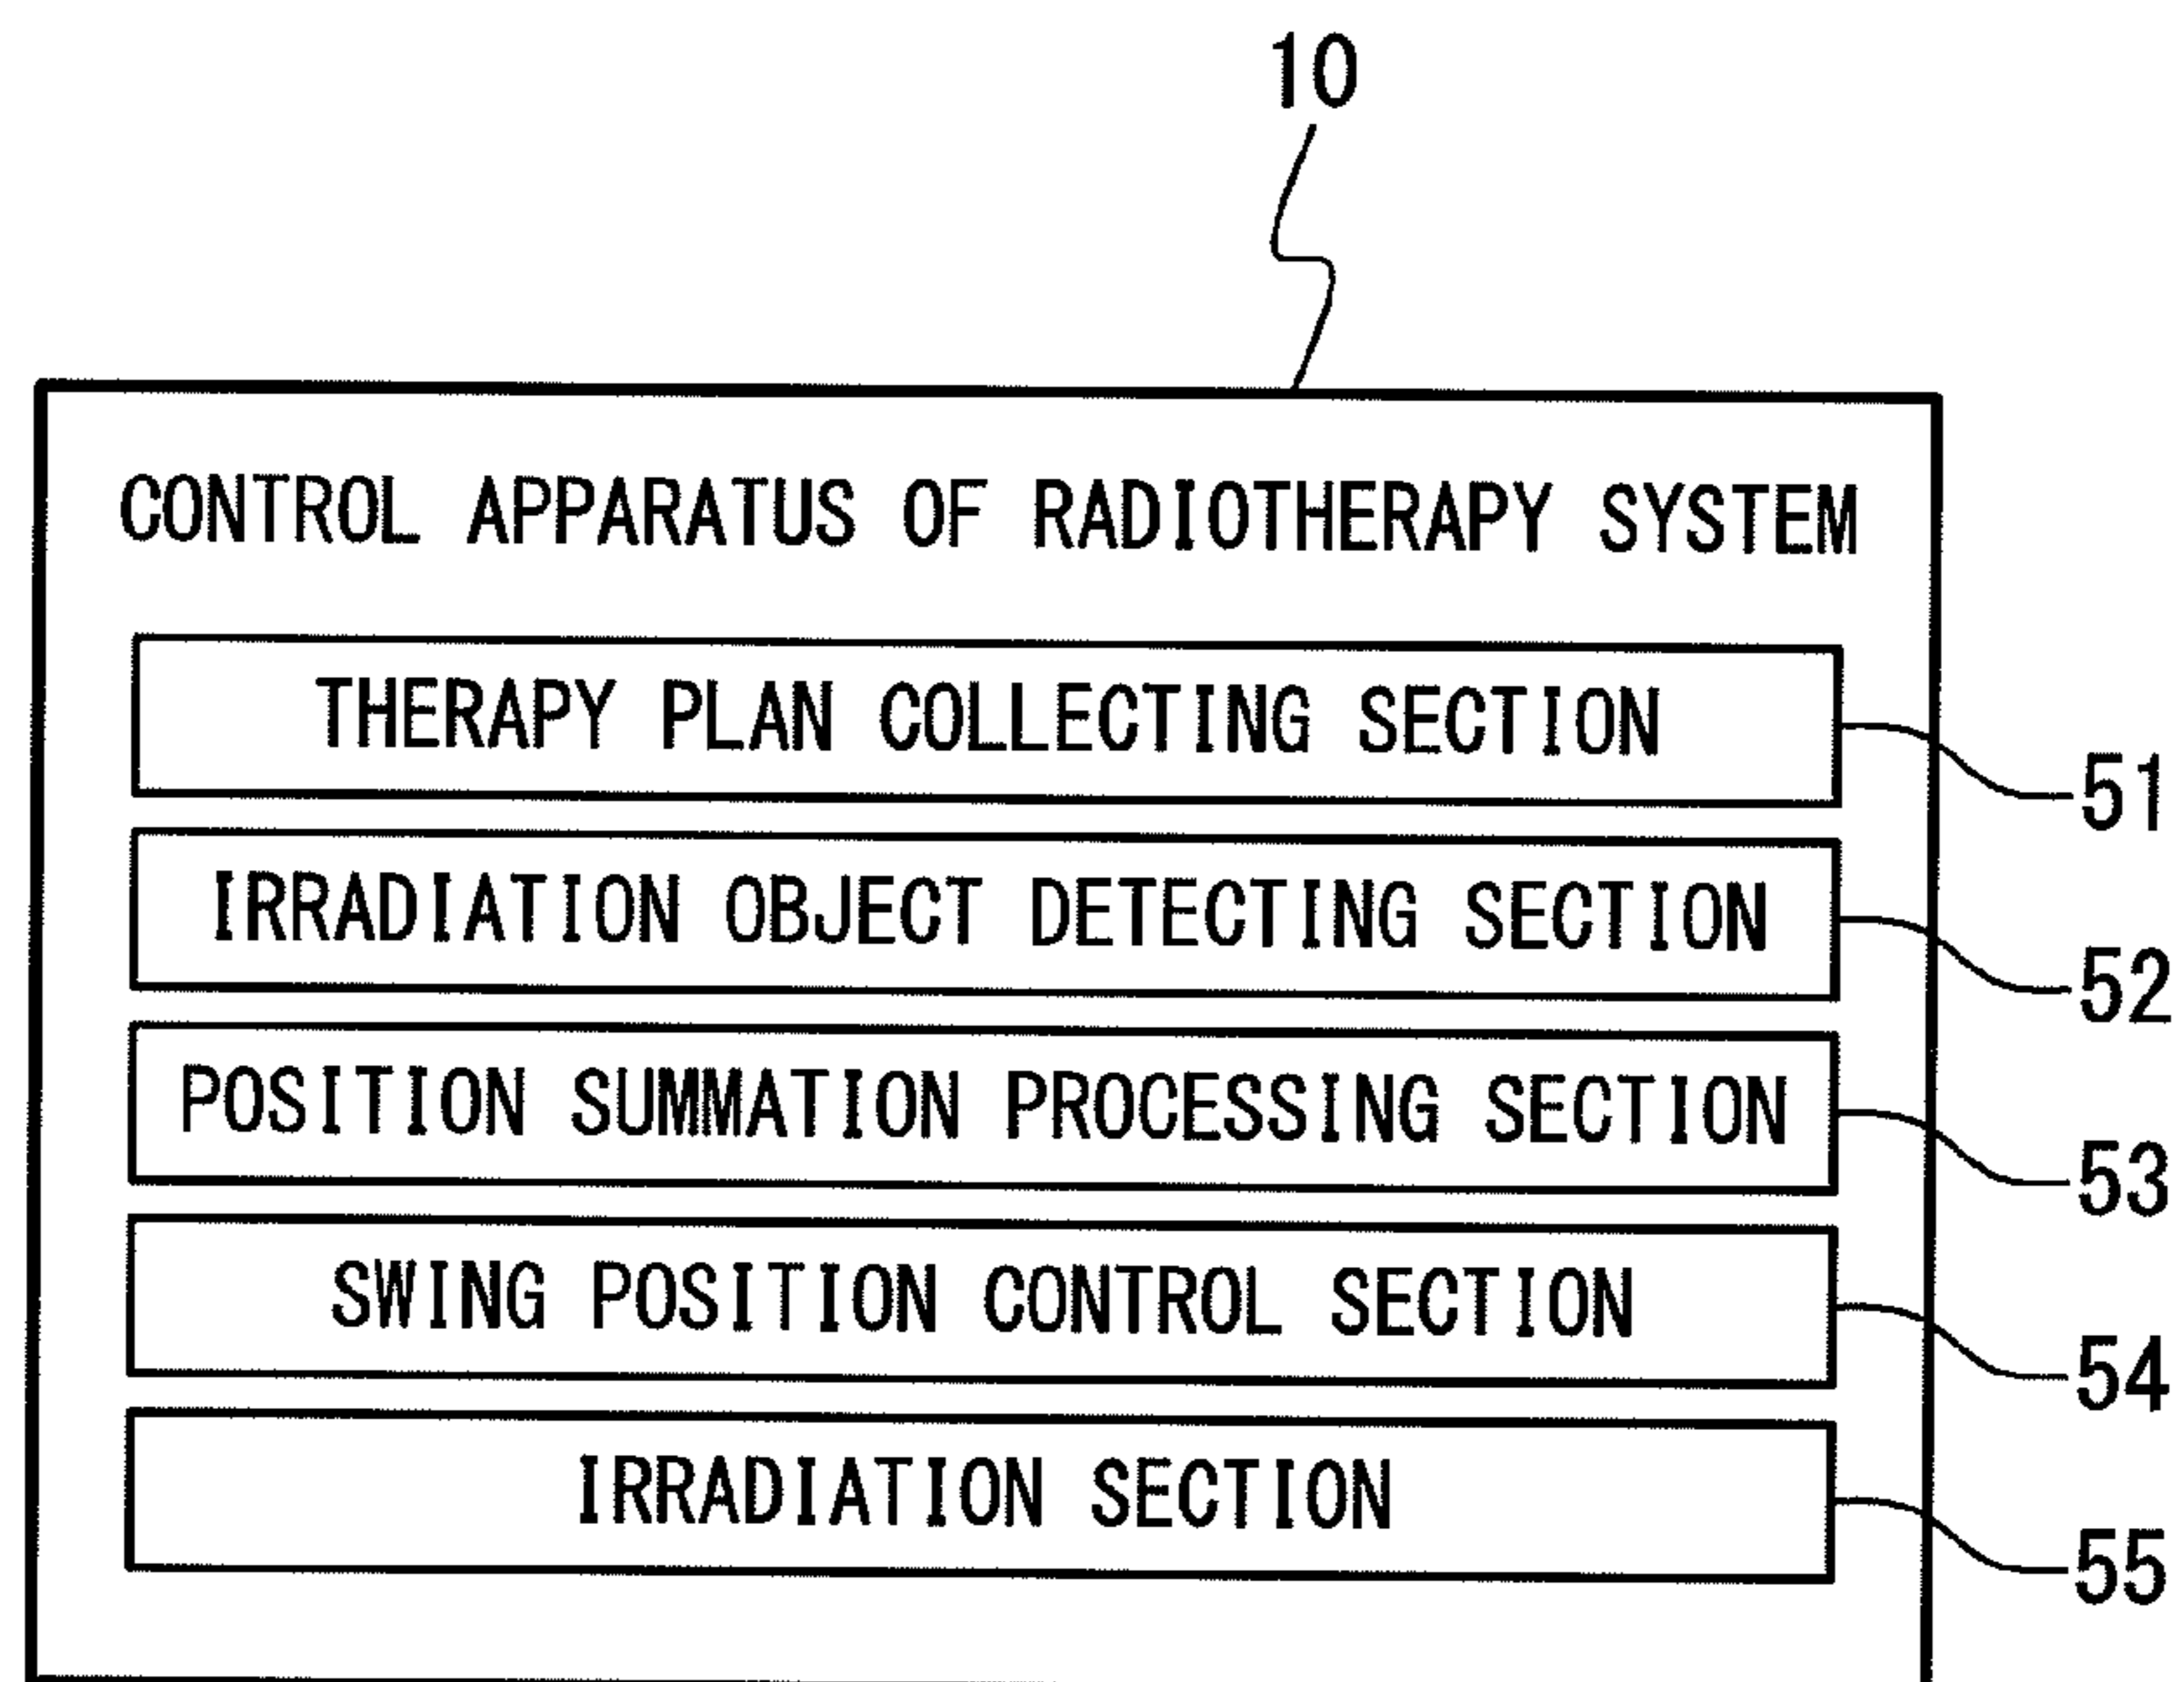 10
CONTROL APPARATUS OF RADIOTHERAPY SYSTEM
THERAPY PLAN COLLECTING SECTION
51
IRRADIATION OBJECT DETECTING SECTION
52
POSITION SUMMATION PROCESSING SECTION
53
SWING POSITION CONTROL SECTION
54
IRRADIATION SECTION
55